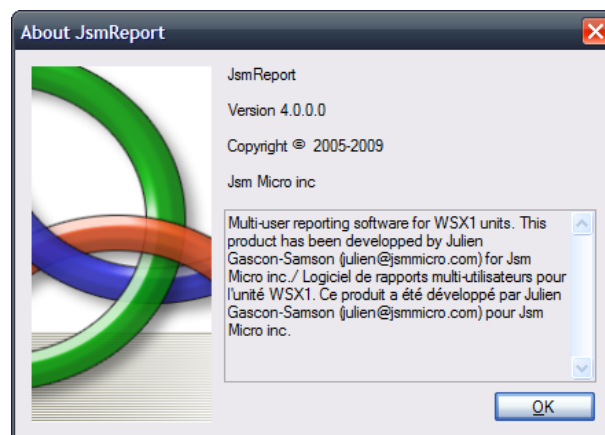 About JsmReport
JsmReport
Version 4.0.0.0
Copyright © 2005-2009
Jsm Micro inc
Multi-user reporting software for WSX1 units. This
product has been developped by Julien
Gascon-Samson (julien@jsmmicro.com) for Jsm
Micro inc./ Logiciel de rapports multi-utilisateurs pour
l'unité WSX1. Ce produit a été développé par Julien
Gascon-Samson (julien@jsmmicro.com) pour Jsm
Micro inc.
OK